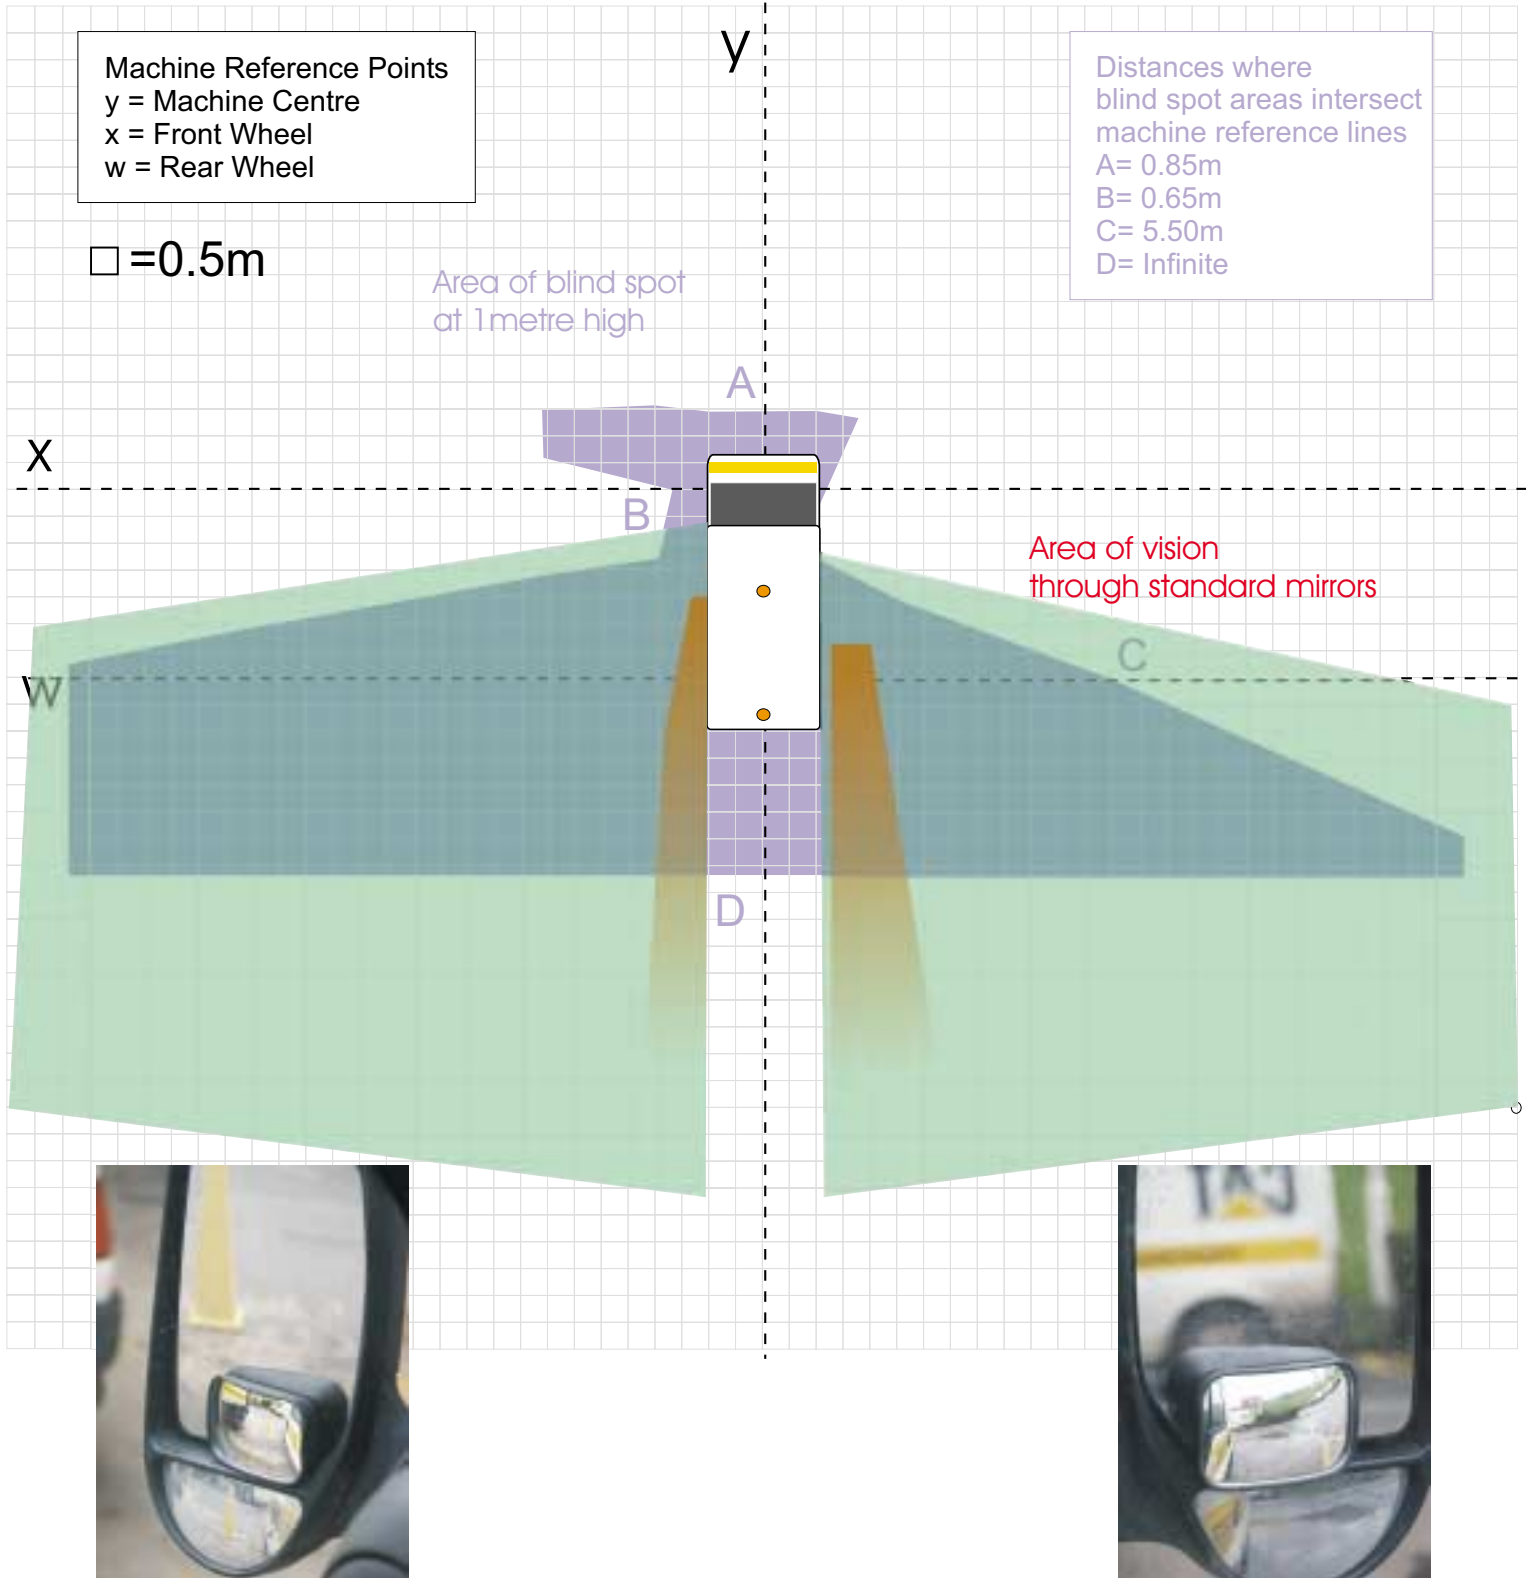 Machine Reference Points
y = Machine Centre
x = Front Wheel
w = Rear Wheel
=0.5m
y
Distances where
blind spot areas intersect
machine reference lines
A= 0.85m
B= 0.65m
C= 5.50m
D= Infinite
Area of blind spot
at 1metre high
A
X
B
Area of vision
through standard mirrors
C
W
D